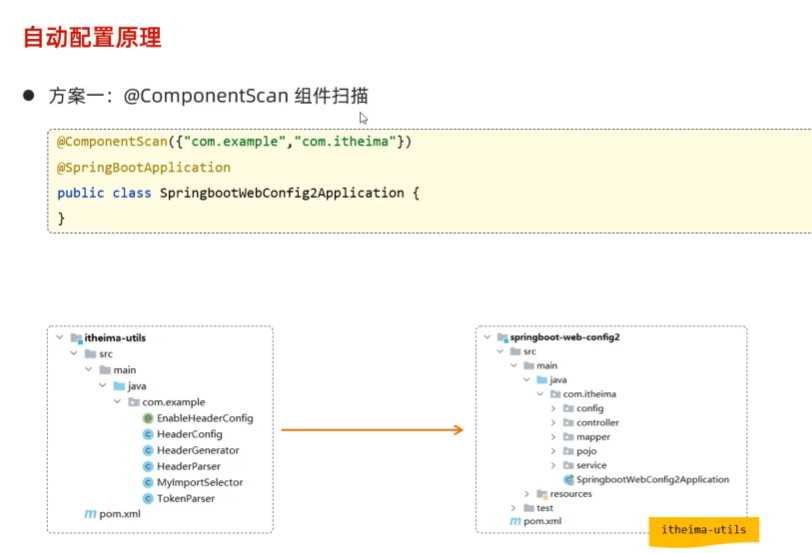 自动配置原理
● 方案一：@ComponentScan 组件扫描
@ComponentScan({"com.example","com.itheima"})
@SpringBootApplication
public class SpringbootWebConfig2Application {
}
itheima-utils
src
main
java
com.example
EnableHeaderConfig
HeaderConfig
HeaderGenerator
HeaderParser
MyImportSelector
TokenParser
pom.xml
springboot-web-config2
src
main
java
com.itheima
config
controller
mapper
pojo
service
SpringbootWebConfig2Application
resources
test
pom.xml
itheima-utils